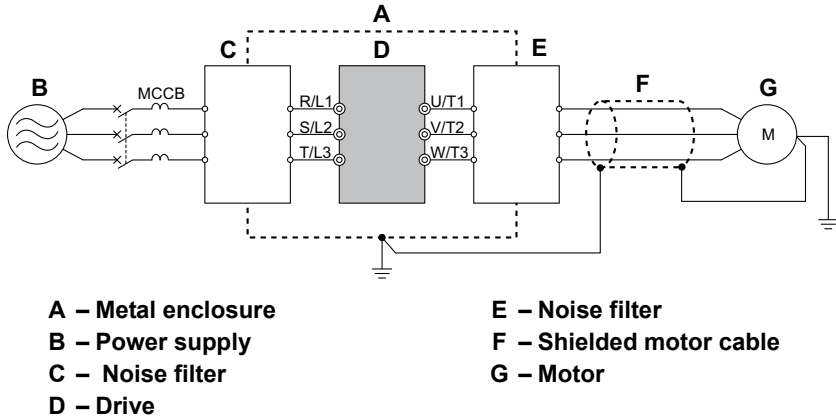 A
C
D
E
B
MCCB
F
G
R/L1
U/T1
S/L2
V/T2
M
T/L3
W/T3
A – Metal enclosure
B – Power supply
C – Noise filter
D – Drive
E – Noise filter
F – Shielded motor cable
G – Motor